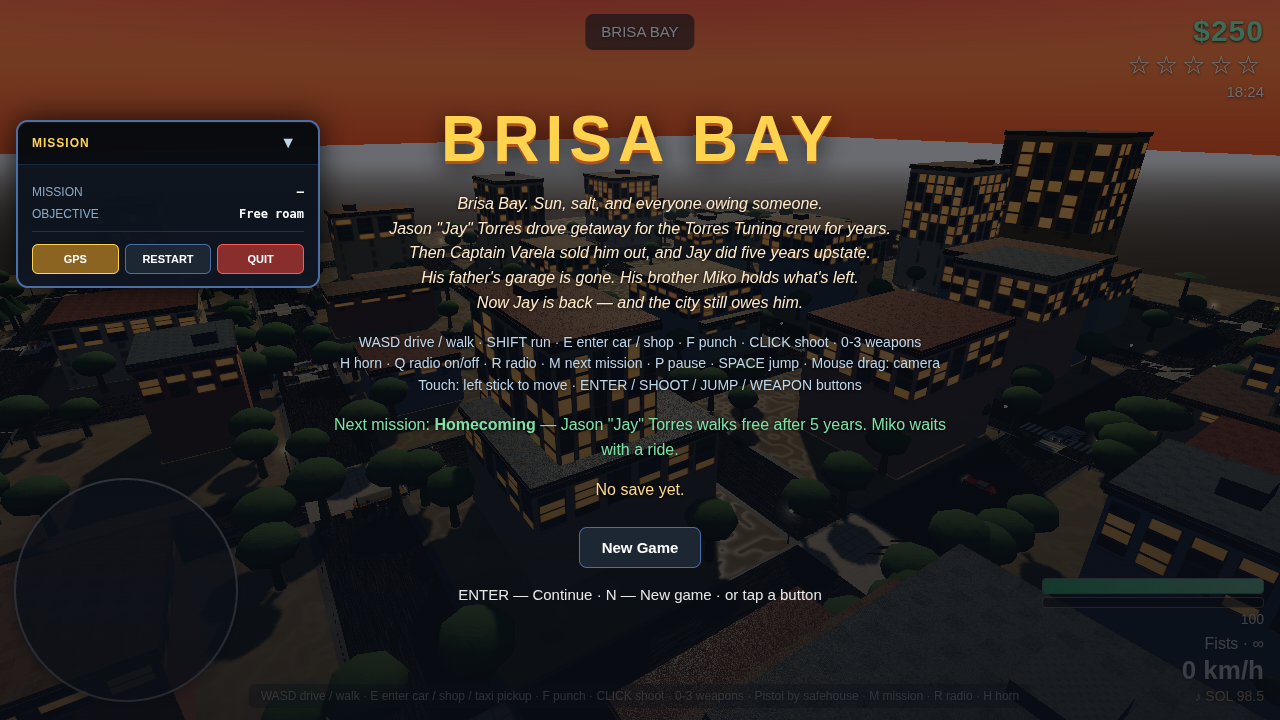 BRISA BAY
$250
☆☆☆☆☆
18:24
MISSION ▼
MISSION –
OBJECTIVE Free roam
GPS RESTART QUIT
BRISA BAY
Brisa Bay. Sun, salt, and everyone owing someone.
Jason "Jay" Torres drove getaway for the Torres Tuning crew for years.
Then Captain Varela sold him out, and Jay did five years upstate.
His father's garage is gone. His brother Miko holds what's left.
Now Jay is back — and the city still owes him.
WASD drive / walk · SHIFT run · E enter car / shop · F punch · CLICK shoot · 0-3 weapons
H horn · Q radio on/off · R radio · M next mission · P pause · SPACE jump · Mouse drag: camera
Touch: left stick to move · ENTER / SHOOT / JUMP / WEAPON buttons
Next mission: Homecoming — Jason "Jay" Torres walks free after 5 years. Miko waits
with a ride.
No save yet.
New Game
ENTER — Continue · N — New game · or tap a button
100
Fists · ∞
0 km/h
♪ SOL 98.5
WASD drive / walk · E enter car / shop / taxi pickup · F punch · CLICK shoot · 0-3 weapons · Pistol by safehouse · M mission · R radio · H horn